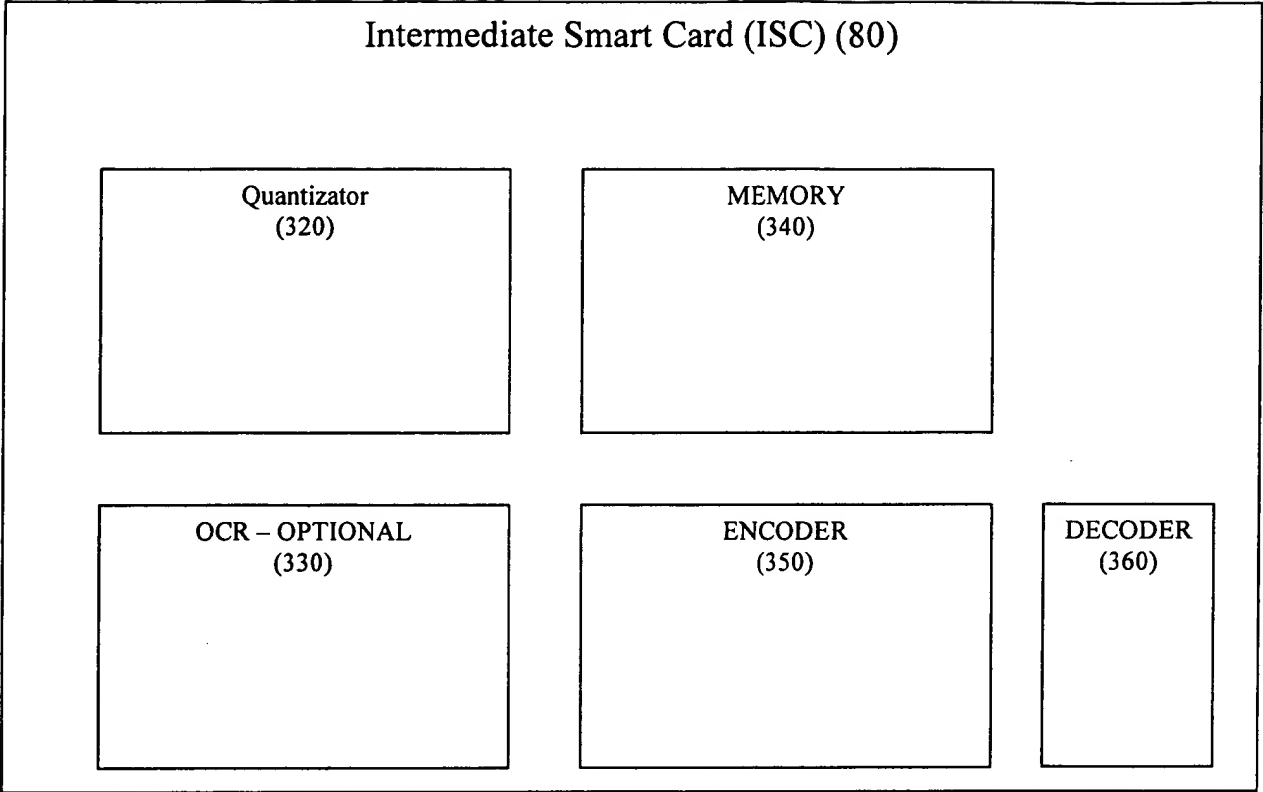 Intermediate Smart Card (ISC) (80)
Quantizator
(320)
MEMORY
(340)
OCR – OPTIONAL
(330)
ENCODER
(350)
DECODER
(360)